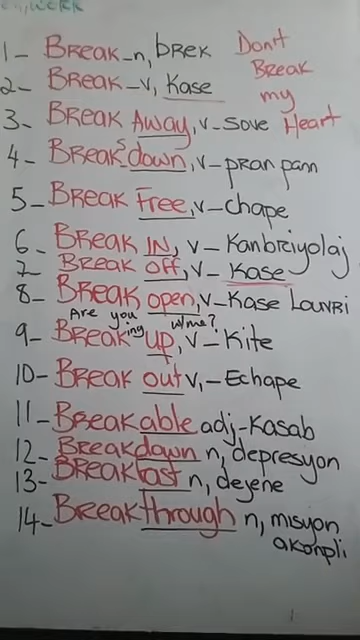 1- Break-n, brek
Don't
Break
my
Heart
2- Break-v, Kase
3- Break Away, v-sove
4- Breaks down, v-pran pann
5- Break Free, v-chape
6- Break IN, v-Kanbriyolaj
7- Break off, v-Kase
8- Break open, v-Kase Louvri
Are you ing w/me?
9- Break up, v-Kite
10- Break out v,-Echape
11- Breakable adj-Kasab
12- Breakdown n, depresyon
13- Breakfast n, dejene
14- Breakthrough n, misyon
akonpli